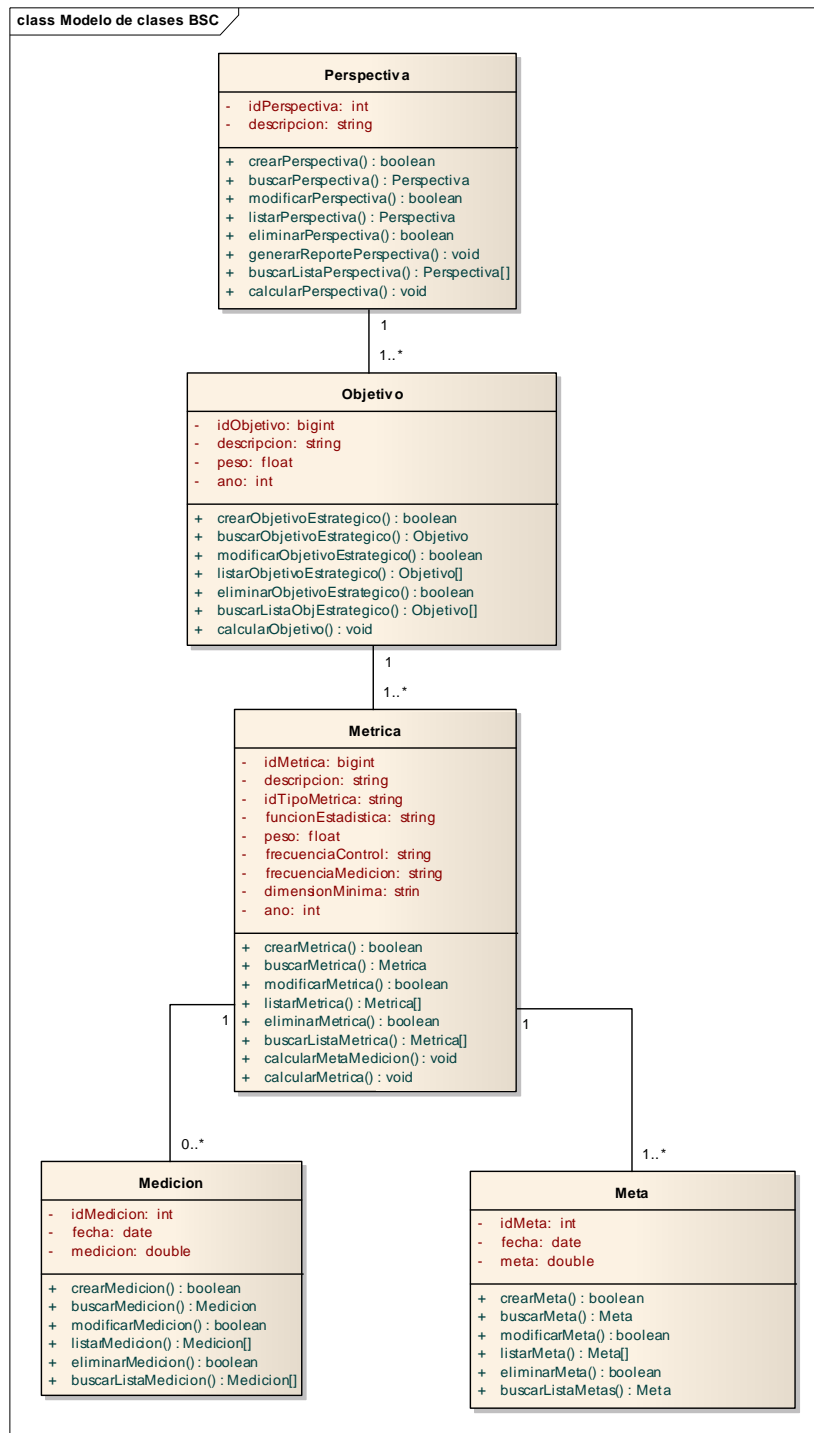 class Modelo de clases BSC
Perspectiva
- idPerspectiva: int
- descripcion: string
+ crearPerspectiva() : boolean
+ buscarPerspectiva() : Perspectiva
+ modificarPerspectiva() : boolean
+ listarPerspectiva() : Perspectiva
+ eliminarPerspectiva() : boolean
+ generarReportePerspectiva() : void
+ buscarListaPerspectiva() : Perspectiva[]
+ calcularPerspectiva() : void
1
1..*
Objetivo
- idObjetivo: bigint
- descripcion: string
- peso: float
- ano: int
+ crearObjetivoEstrategico() : boolean
+ buscarObjetivoEstrategico() : Objetivo
+ modificarObjetivoEstrategico() : boolean
+ listarObjetivoEstrategico() : Objetivo[]
+ eliminarObjetivoEstrategico() : boolean
+ buscarListaObjEstrategico() : Objetivo[]
+ calcularObjetivo() : void
1
1..*
Metrica
- idMetrica: bigint
- descripcion: string
- idTipoMetrica: string
- funcionEstadistica: string
- peso: float
- frecuenciaControl: string
- frecuenciaMedicion: string
- dimensionMinima: strin
- ano: int
+ crearMetrica() : boolean
+ buscarMetrica() : Metrica
+ modificarMetrica() : boolean
+ listarMetrica() : Metrica[]
+ eliminarMetrica() : boolean
+ buscarListaMetrica() : Metrica[]
+ calcularMetaMedicion() : void
+ calcularMetrica() : void
1
1
0..*
1..*
Medicion
- idMedicion: int
- fecha: date
- medicion: double
+ crearMedicion() : boolean
+ buscarMedicion() : Medicion
+ modificarMedicion() : boolean
+ listarMedicion() : Medicion[]
+ eliminarMedicion() : boolean
+ buscarListaMedicion() : Medicion[]
Meta
- idMeta: int
- fecha: date
- meta: double
+ crearMeta() : boolean
+ buscarMeta() : Meta
+ modificarMeta() : boolean
+ listarMeta() : Meta[]
+ eliminarMeta() : boolean
+ buscarListaMetas() : Meta